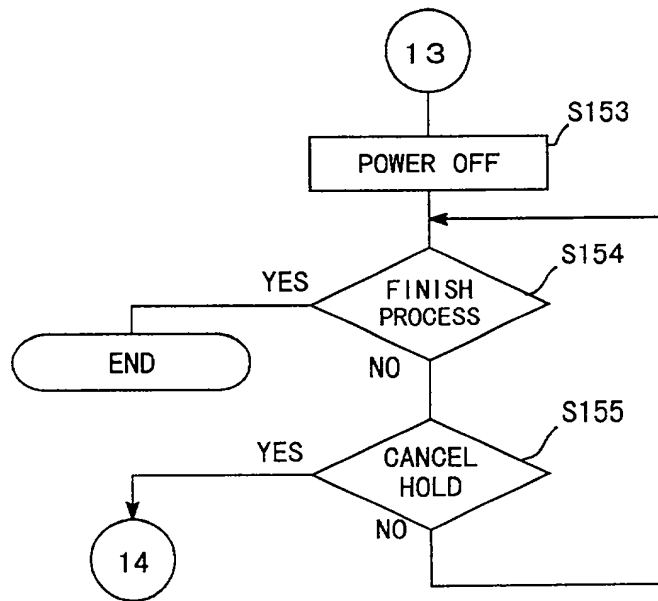 13
S153
POWER OFF
S154
YES
FINISH
PROCESS
END
NO
S155
YES
CANCEL
HOLD
NO
14